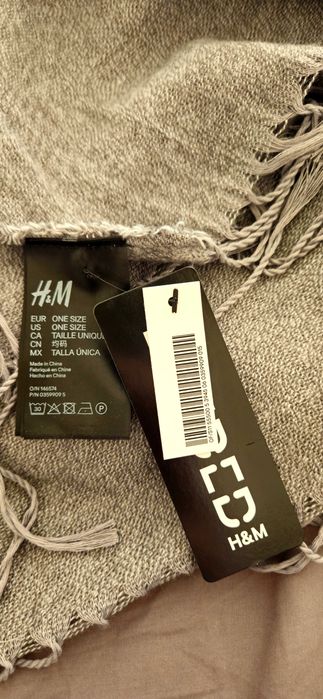 H&M
EUR ONE SIZE
US ONE SIZE
CA TAILLE UNIQUE
CN 均码
MX TALLA ÚNICA
Made in China
Fabriqué en Chine
Hecho en China
O/N 146574
P/N 0359909 5
30
P
H&M